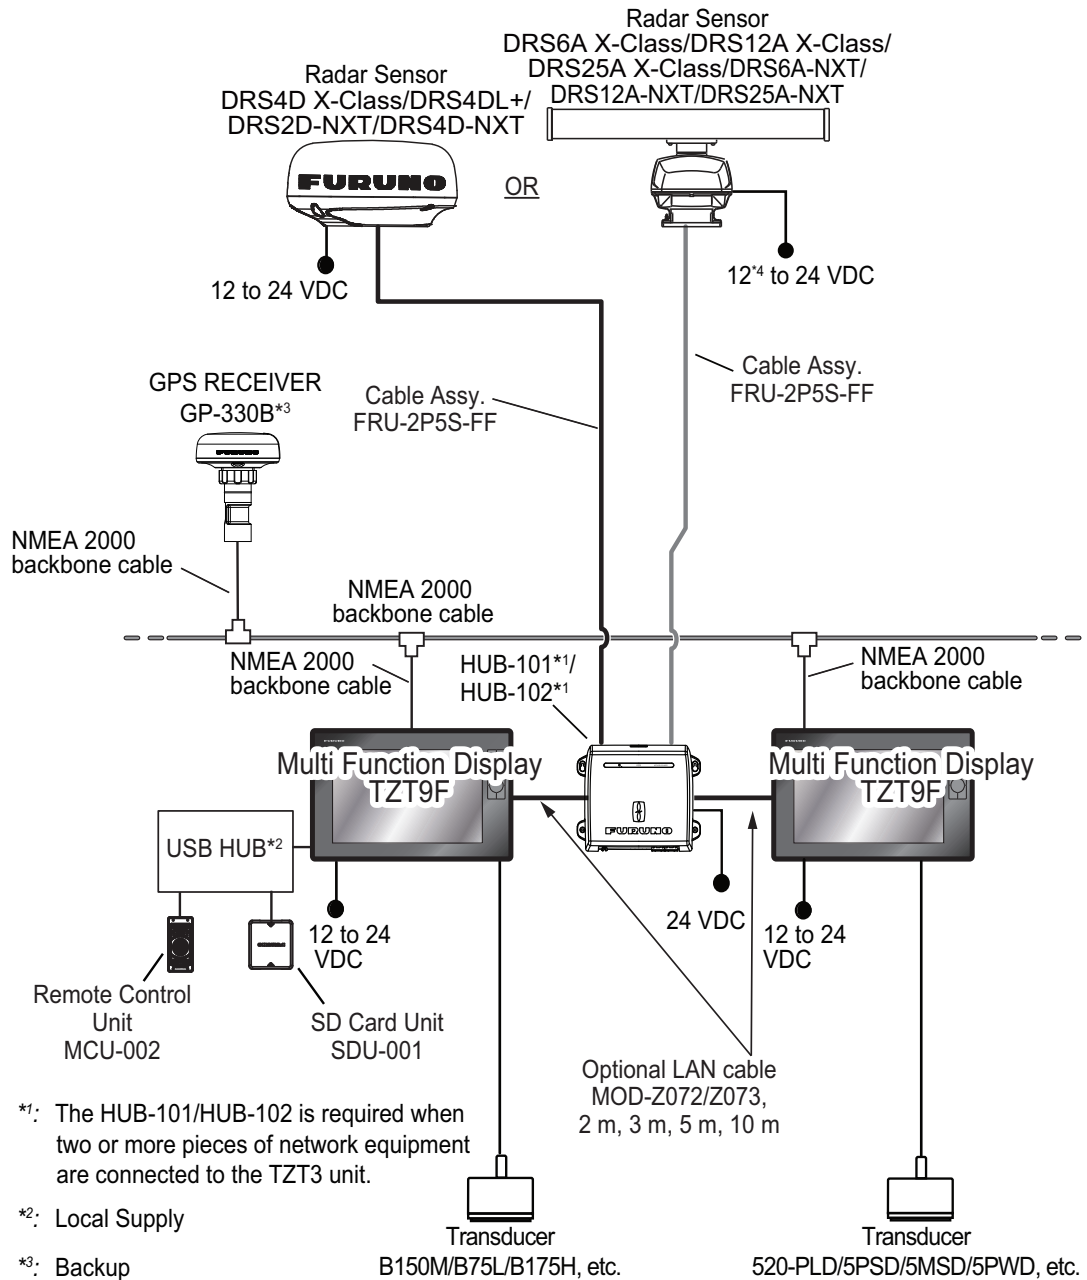 Radar Sensor
DRS6A X-Class/DRS12A X-Class/
DRS25A X-Class/DRS6A-NXT/
DRS12A-NXT/DRS25A-NXT
Radar Sensor
DRS4D X-Class/DRS4DL+/
DRS2D-NXT/DRS4D-NXT
FURUNO
OR
12 to 24 VDC
12*4 to 24 VDC
Cable Assy.
FRU-2P5S-FF
Cable Assy.
FRU-2P5S-FF
GPS RECEIVER
GP-330B*3
NMEA 2000
backbone cable
NMEA 2000
backbone cable
NMEA 2000
backbone cable
HUB-101*1/
HUB-102*1
NMEA 2000
backbone cable
Multi Function Display
TZT9F
FURUNO
Multi Function Display
TZT9F
USB HUB*2
12 to 24
VDC
24 VDC
12 to 24
VDC
Remote Control
Unit
MCU-002
SD Card Unit
SDU-001
Optional LAN cable
MOD-Z072/Z073,
2 m, 3 m, 5 m, 10 m
*1: The HUB-101/HUB-102 is required when
two or more pieces of network equipment
are connected to the TZT3 unit.
*2: Local Supply
*3: Backup
Transducer
B150M/B75L/B175H, etc.
Transducer
520-PLD/5PSD/5MSD/5PWD, etc.